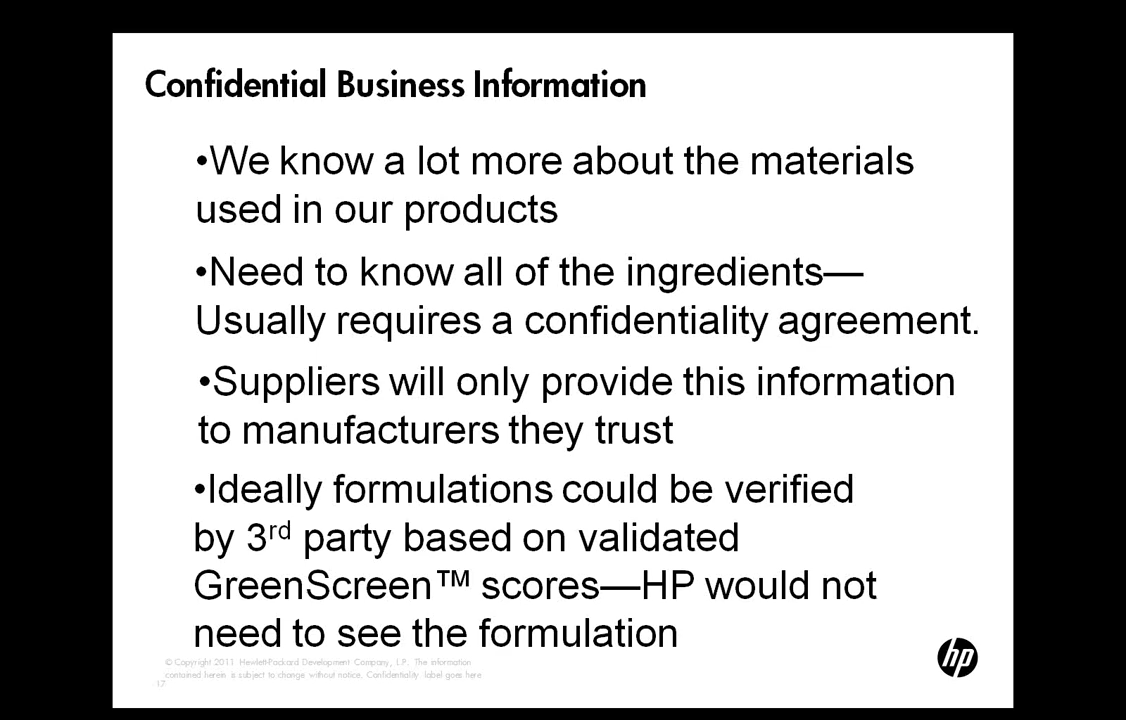 Confidential Business Information
•We know a lot more about the materials
used in our products
•Need to know all of the ingredients—
Usually requires a confidentiality agreement.
•Suppliers will only provide this information
to manufacturers they trust
•Ideally formulations could be verified
by 3rd party based on validated
GreenScreen™ scores—HP would not
need to see the formulation
© Copyright 2011 Hewlett-Packard Development Company, L.P. The information
contained herein is subject to change without notice. Confidentiality label goes here
17
hp